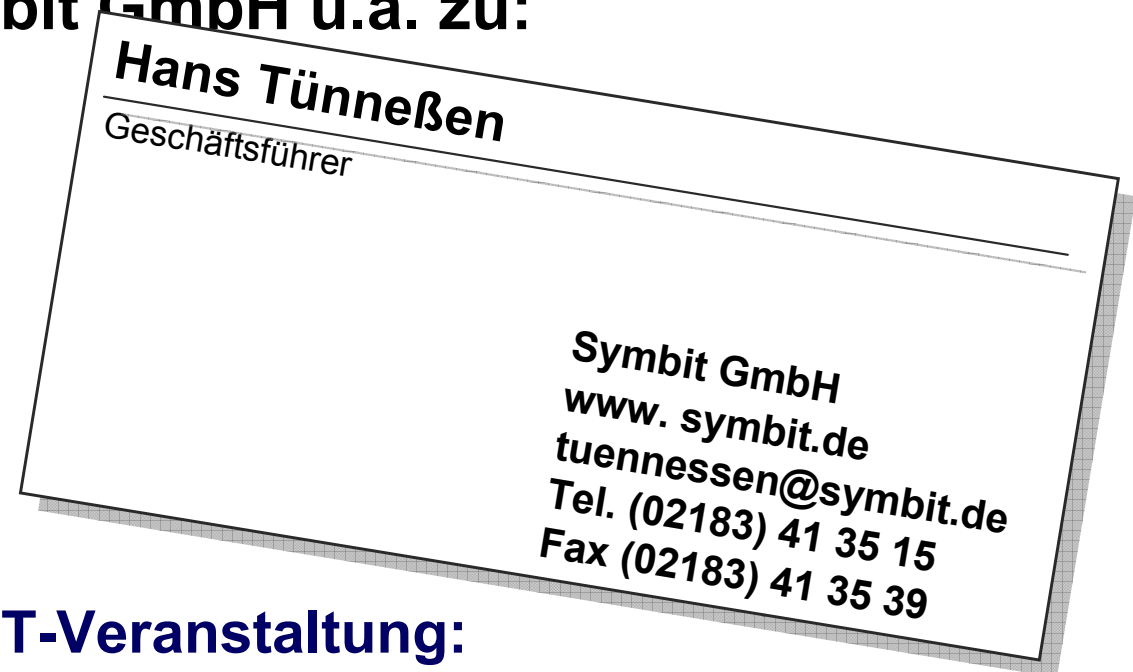 bit GmbH u.a. zu:
Hans Tünneßen
Geschäftsführer
Symbit GmbH
www. symbit.de
tuennessen@symbit.de
Tel. (02183) 41 35 15
Fax (02183) 41 35 39
T-Veranstaltung: